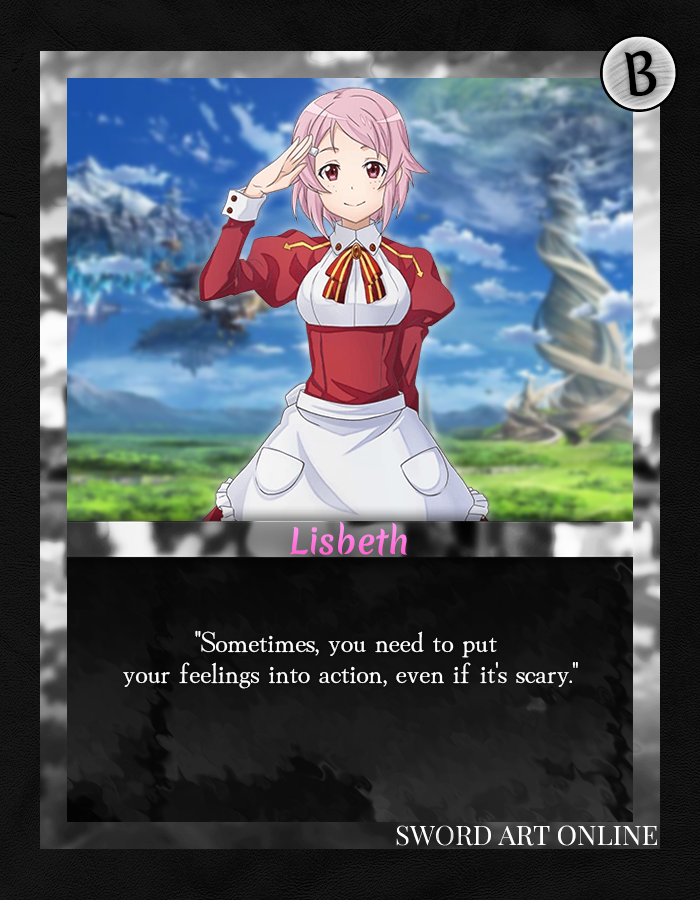 B
Lisbeth
"Sometimes, you need to put
your feelings into action, even if it's scary."
SWORD ART ONLINE